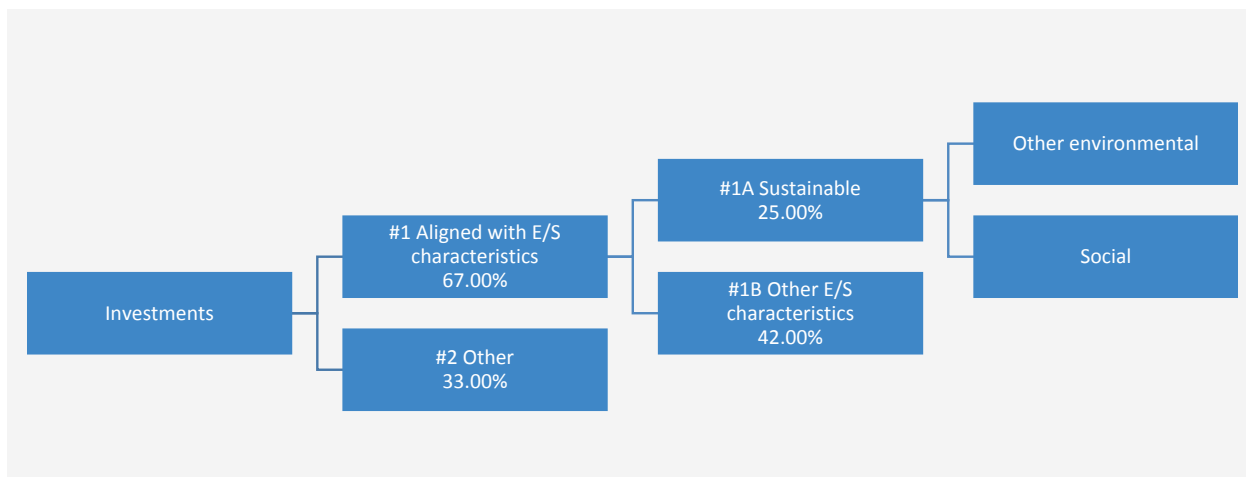 Investments
#1 Aligned with E/S
characteristics
67.00%
#2 Other
33.00%
#1A Sustainable
25.00%
#1B Other E/S
characteristics
42.00%
Other environmental
Social